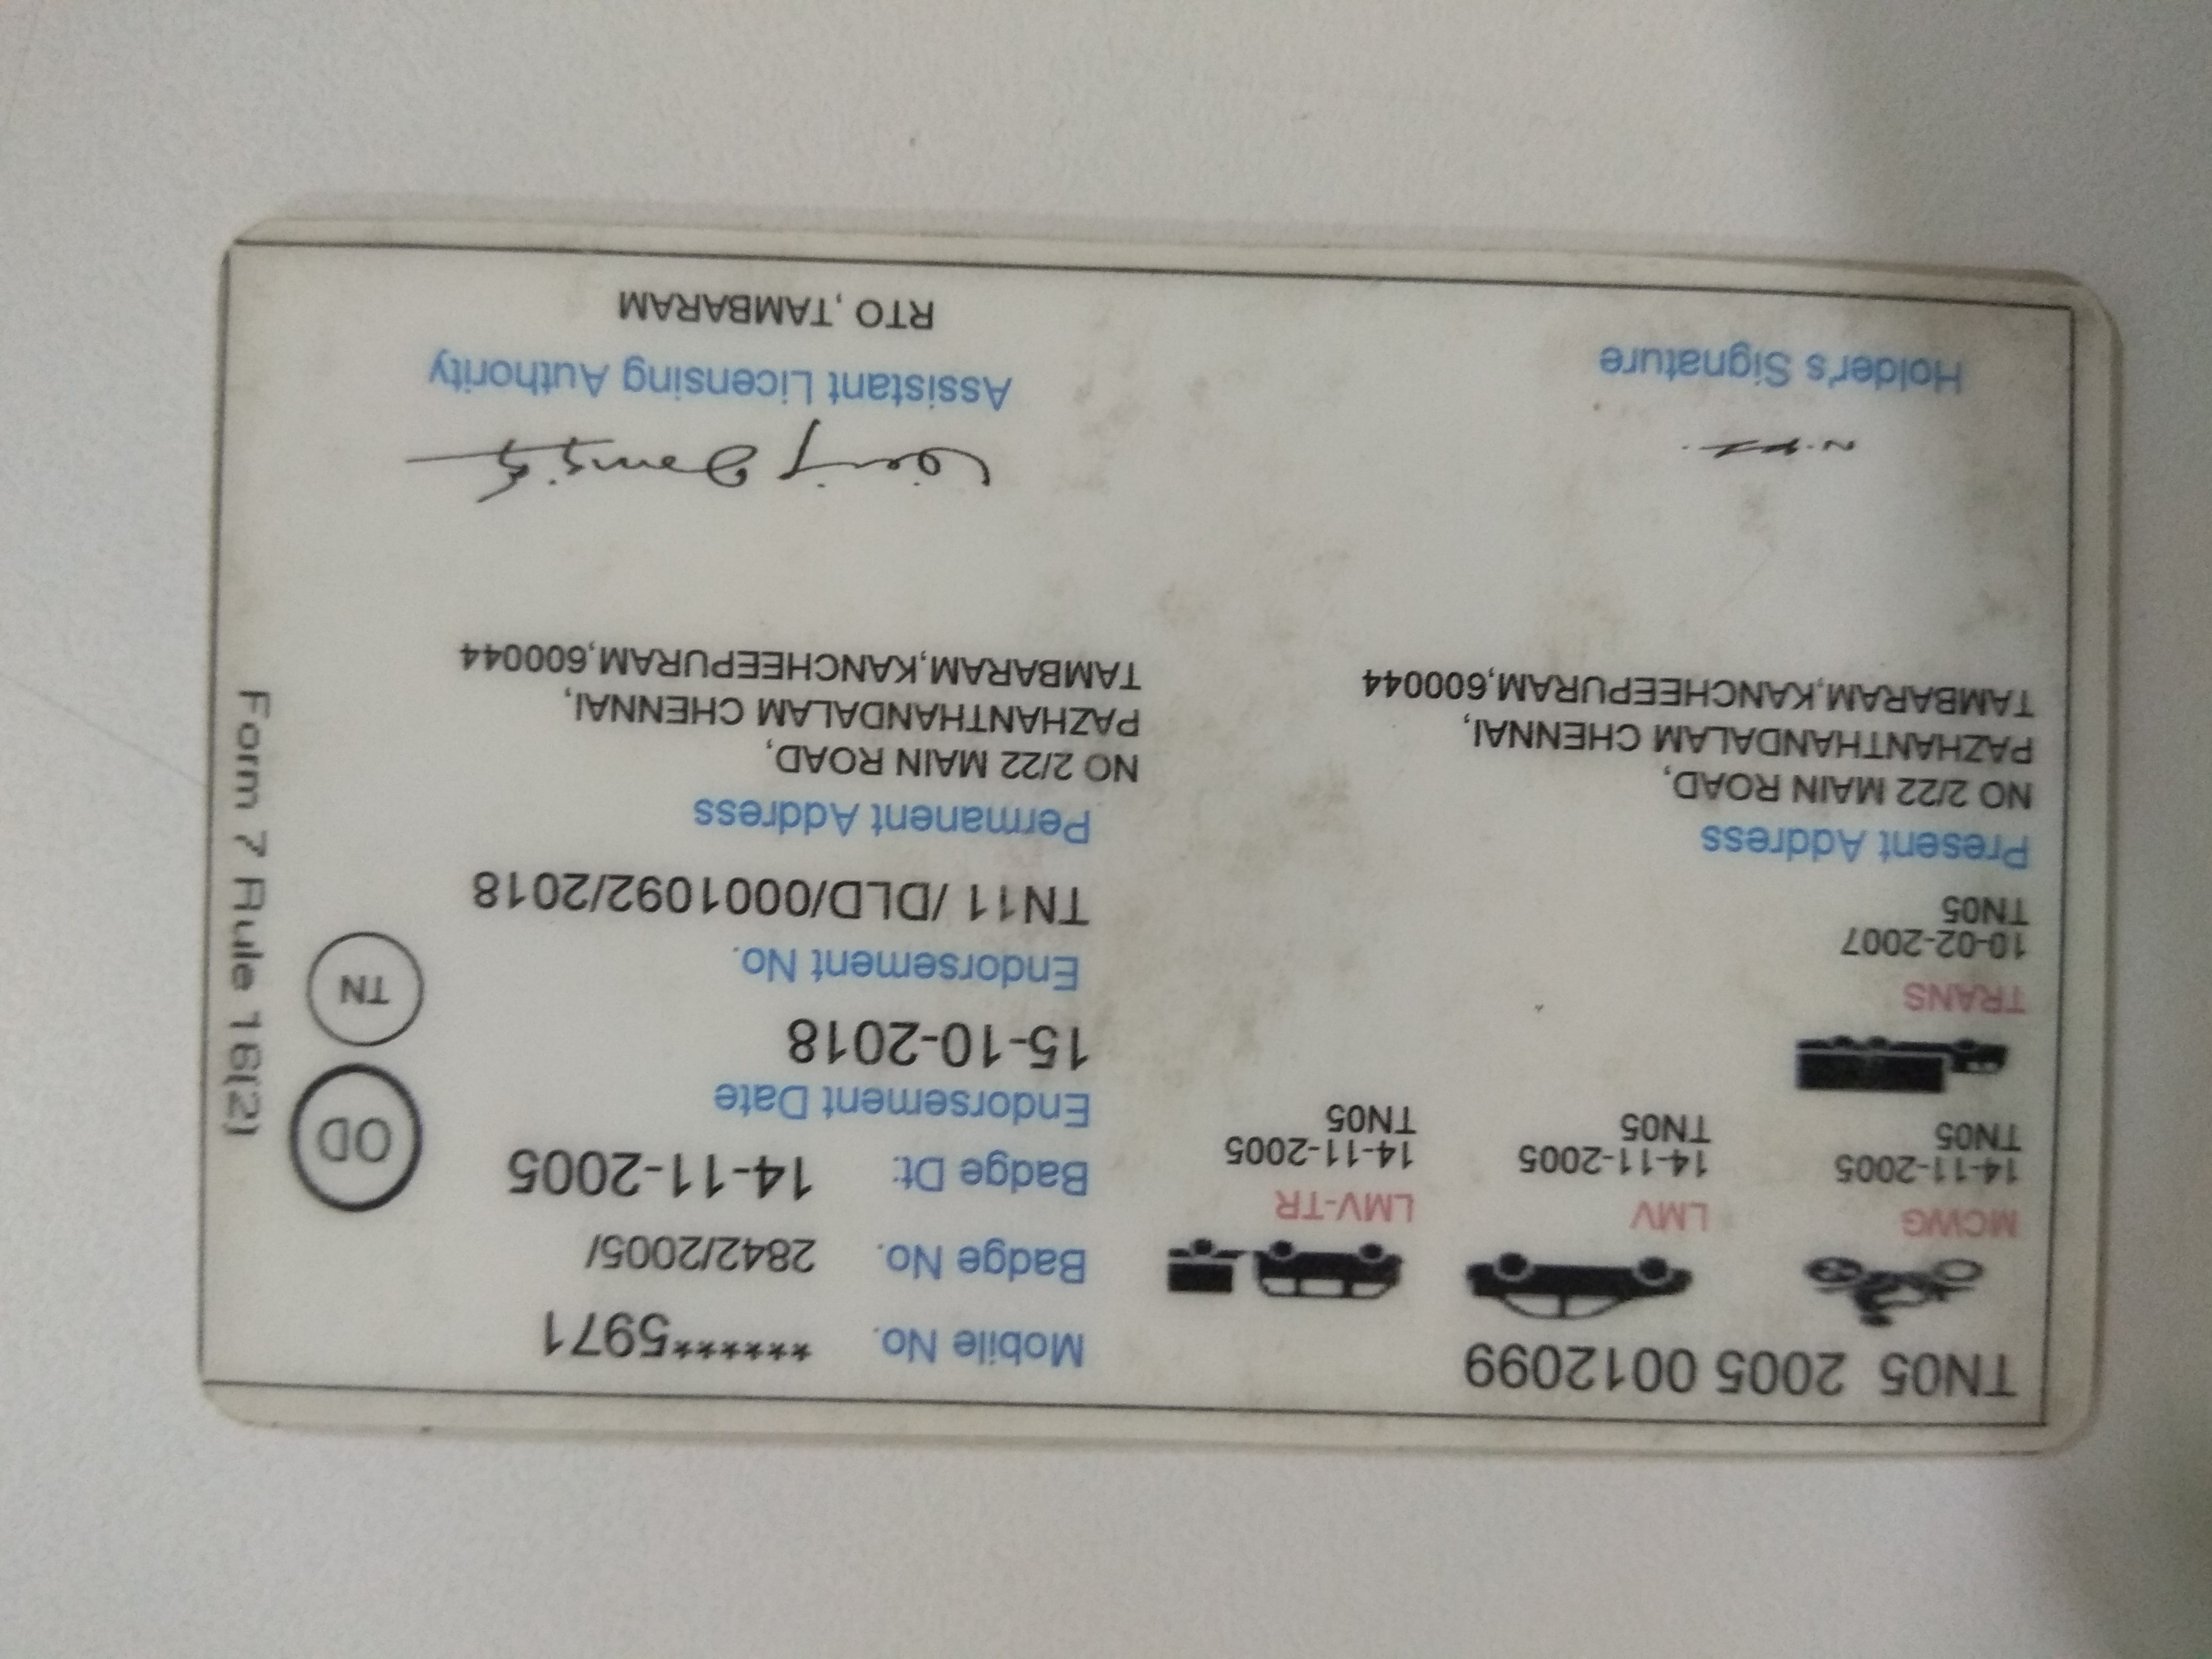 TN05 2005 0012099
MCWG
14-11-2005
TN05
LMV
14-11-2005
TN05
LMV-TR
14-11-2005
TN05
TRANS
10-02-2007
TN05
Present Address
NO 2/22 MAIN ROAD,
PAZHANTHANDALAM CHENNAI,
TAMBARAM,KANCHEEPURAM,600044
Holder's Signature
Mobile No. ******5971
Badge No. 2842/2005/
Badge Dt: 14-11-2005
Endorsement Date
15-10-2018
Endorsement No.
TN11 /DLD/0001092/2018
Permanent Address
NO 2/22 MAIN ROAD,
PAZHANTHANDALAM CHENNAI,
TAMBARAM,KANCHEEPURAM,600044
Assistant Licensing Authority
RTO ,TAMBARAM
OD
TN
Form 7 Rule 16(2)